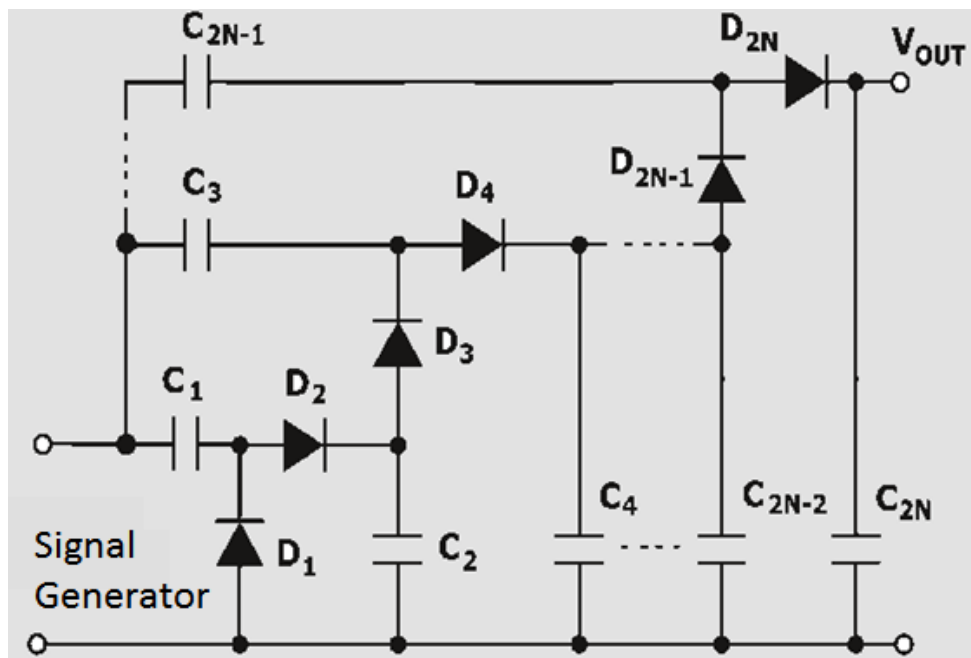 C2N-1
D2N
VOUT
C3
D4
D2N-1
C1
D2
D3
D1
C2
C4
C2N-2
C2N
Signal
Generator